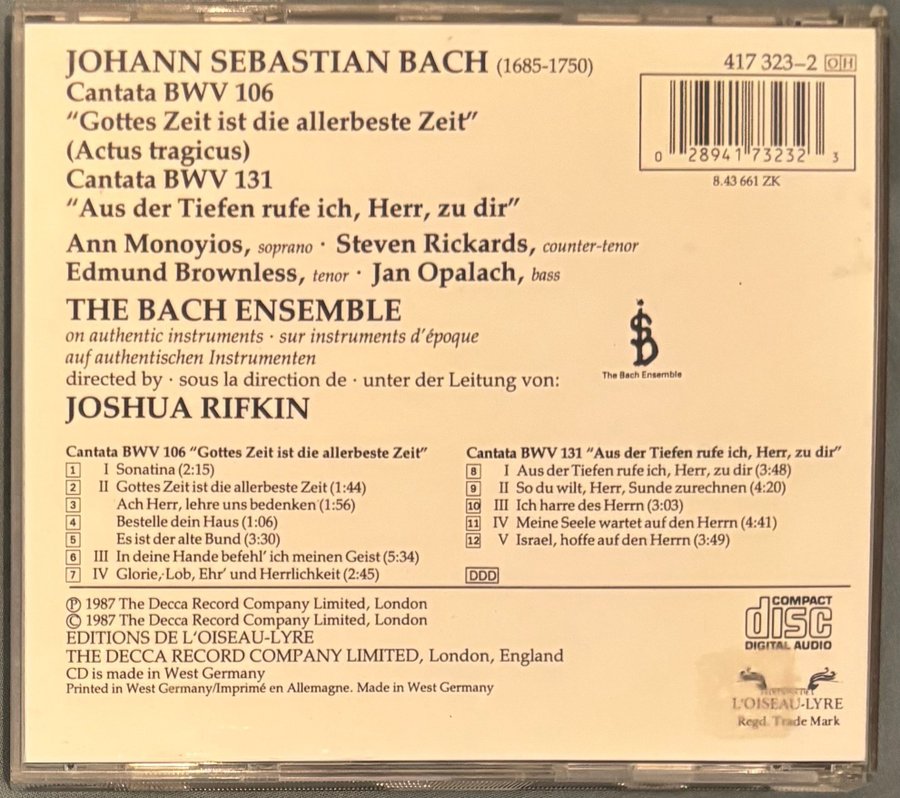 JOHANN SEBASTIAN BACH (1685-1750)
Cantata BWV 106
"Gottes Zeit ist die allerbeste Zeit"
(Actus tragicus)
Cantata BWV 131
"Aus der Tiefen rufe ich, Herr, zu dir"
417 323-2 OH
0 28941 73232 3
8.43 661 ZK
Ann Monoyios, soprano · Steven Rickards, counter-tenor
Edmund Brownless, tenor · Jan Opalach, bass
THE BACH ENSEMBLE
on authentic instruments · sur instruments d'époque
auf authentischen Instrumenten
directed by · sous la direction de · unter der Leitung von:
JOSHUA RIFKIN
The Bach Ensemble
Cantata BWV 106 "Gottes Zeit ist die allerbeste Zeit"
1 I Sonatina (2:15)
2 II Gottes Zeit ist die allerbeste Zeit (1:44)
3 Ach Herr, lehre uns bedenken (1:56)
4 Bestelle dein Haus (1:06)
5 Es ist der alte Bund (3:30)
6 III In deine Hande befehl' ich meinen Geist (5:34)
7 IV Glorie, Lob, Ehr' und Herrlichkeit (2:45)
Cantata BWV 131 "Aus der Tiefen rufe ich, Herr, zu dir"
8 I Aus der Tiefen rufe ich, Herr, zu dir (3:48)
9 II So du wilt, Herr, Sunde zurechnen (4:20)
10 III Ich harre des Herrn (3:03)
11 IV Meine Seele wartet auf den Herrn (4:41)
12 V Israel, hoffe auf den Herrn (3:49)
DDD
℗ 1987 The Decca Record Company Limited, London
© 1987 The Decca Record Company Limited, London
EDITIONS DE L'OISEAU-LYRE
THE DECCA RECORD COMPANY LIMITED, London, England
CD is made in West Germany
Printed in West Germany/Imprimé en Allemagne. Made in West Germany
COMPACT
disc
DIGITAL AUDIO
EDITIONS DE
L'OISEAU-LYRE
Regd. Trade Mark